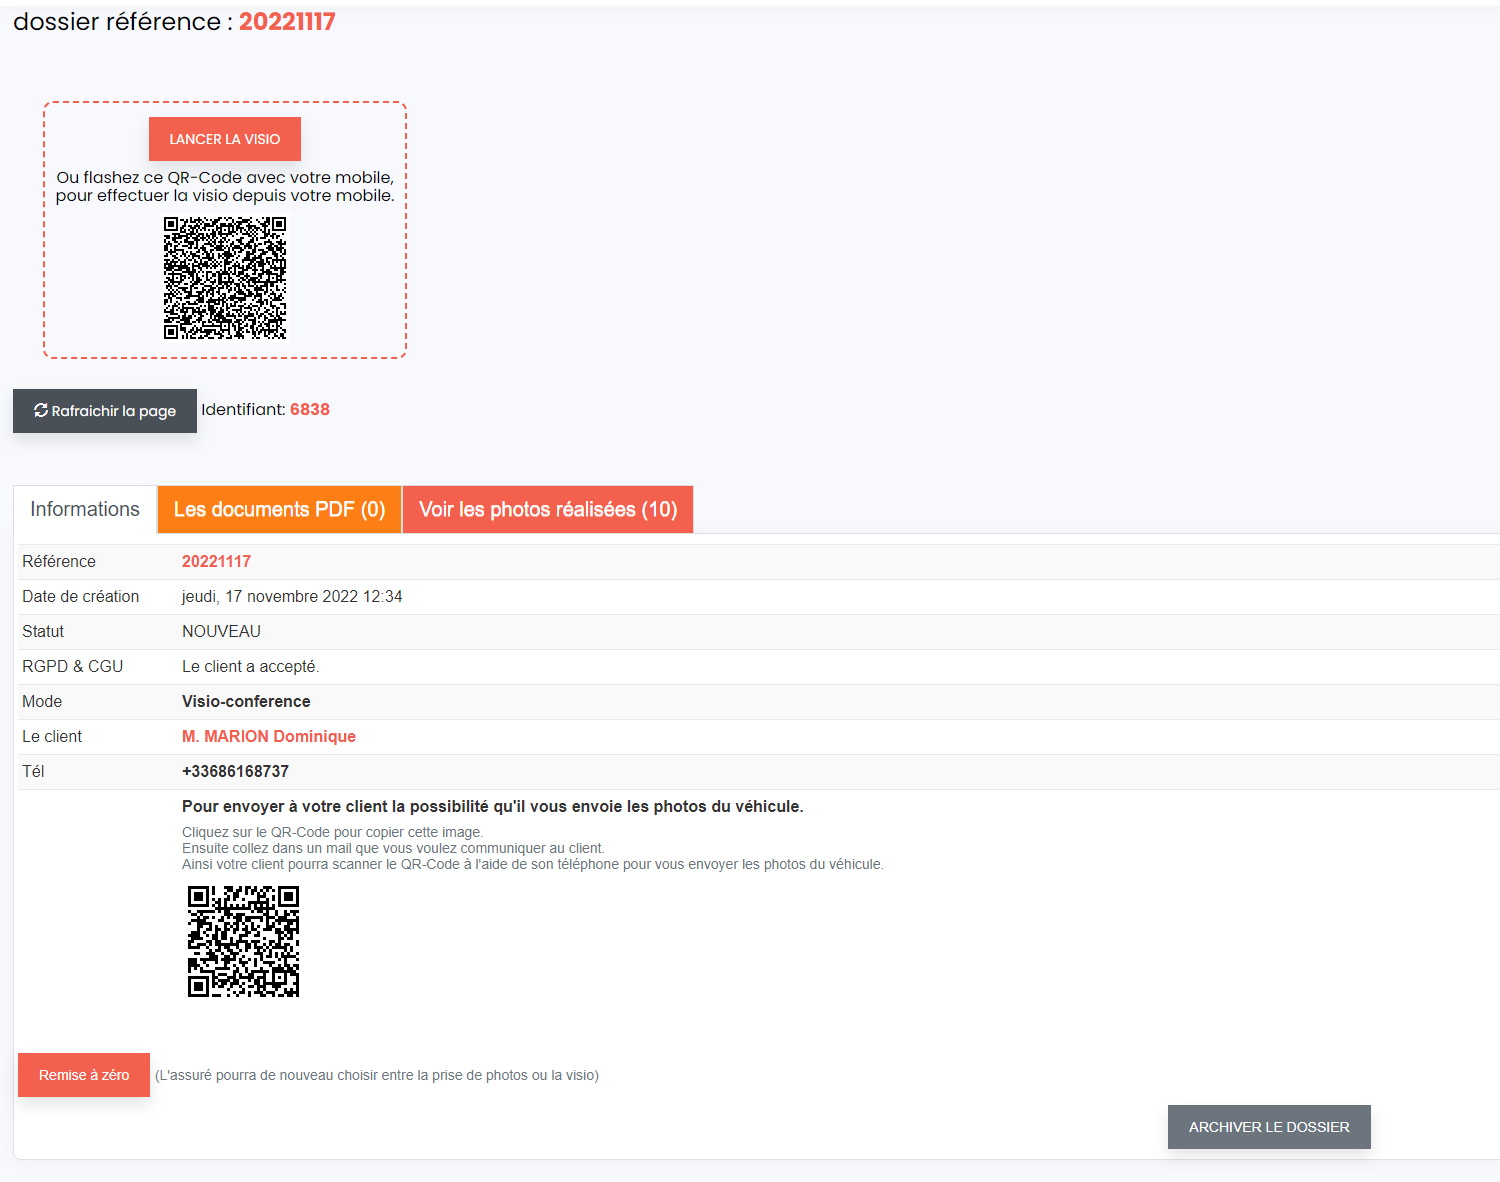 dossier référence : 20221117
LANCER LA VISIO
Ou flashez ce QR-Code avec votre mobile,
pour effectuer la visio depuis votre mobile.
Rafraichir la page Identifiant: 6838
Informations Les documents PDF (0) Voir les photos réalisées (10)
Référence 20221117
Date de création jeudi, 17 novembre 2022 12:34
Statut NOUVEAU
RGPD & CGU Le client a accepté.
Mode Visio-conference
Le client M. MARION Dominique
Tél +33686168737
Pour envoyer à votre client la possibilité qu'il vous envoie les photos du véhicule.
Cliquez sur le QR-Code pour copier cette image.
Ensuite collez dans un mail que vous voulez communiquer au client.
Ainsi votre client pourra scanner le QR-Code à l'aide de son téléphone pour vous envoyer les photos du véhicule.
Remise à zéro (L'assuré pourra de nouveau choisir entre la prise de photos ou la visio)
ARCHIVER LE DOSSIER